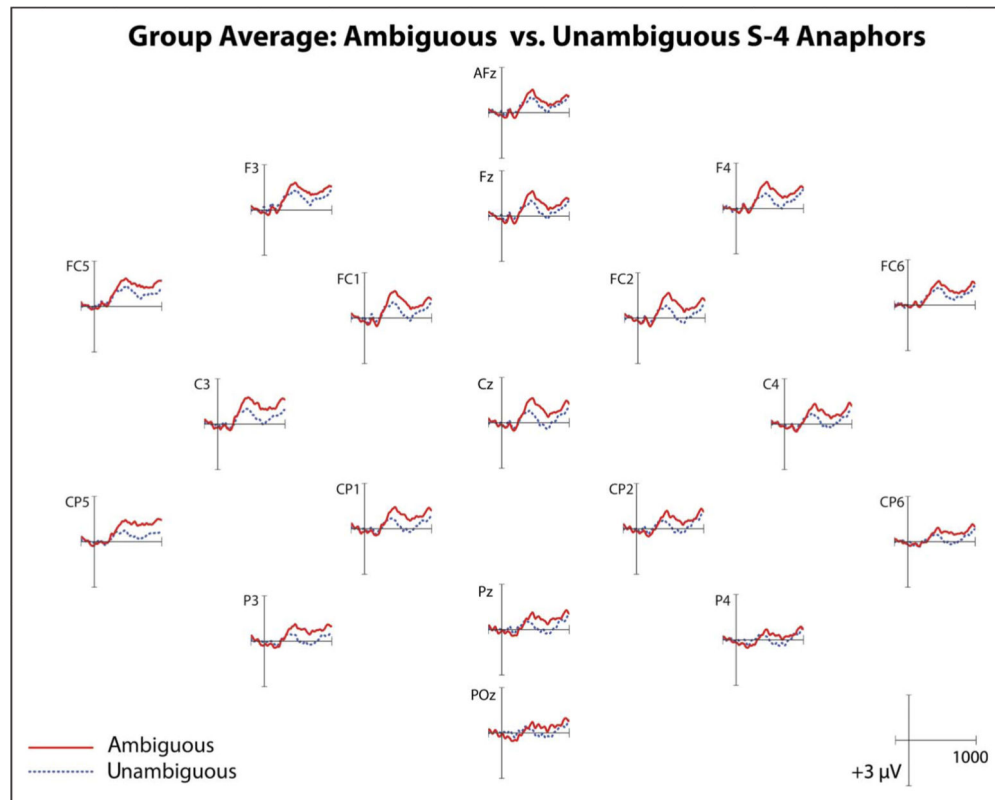 Group Average: Ambiguous vs. Unambiguous S-4 Anaphors
AFz
F3
Fz
F4
FC5
FC1
FC2
FC6
C3
Cz
C4
CP5
CP1
CP2
CP6
P3
Pz
P4
POz
Ambiguous
Unambiguous
1000
+3 μV